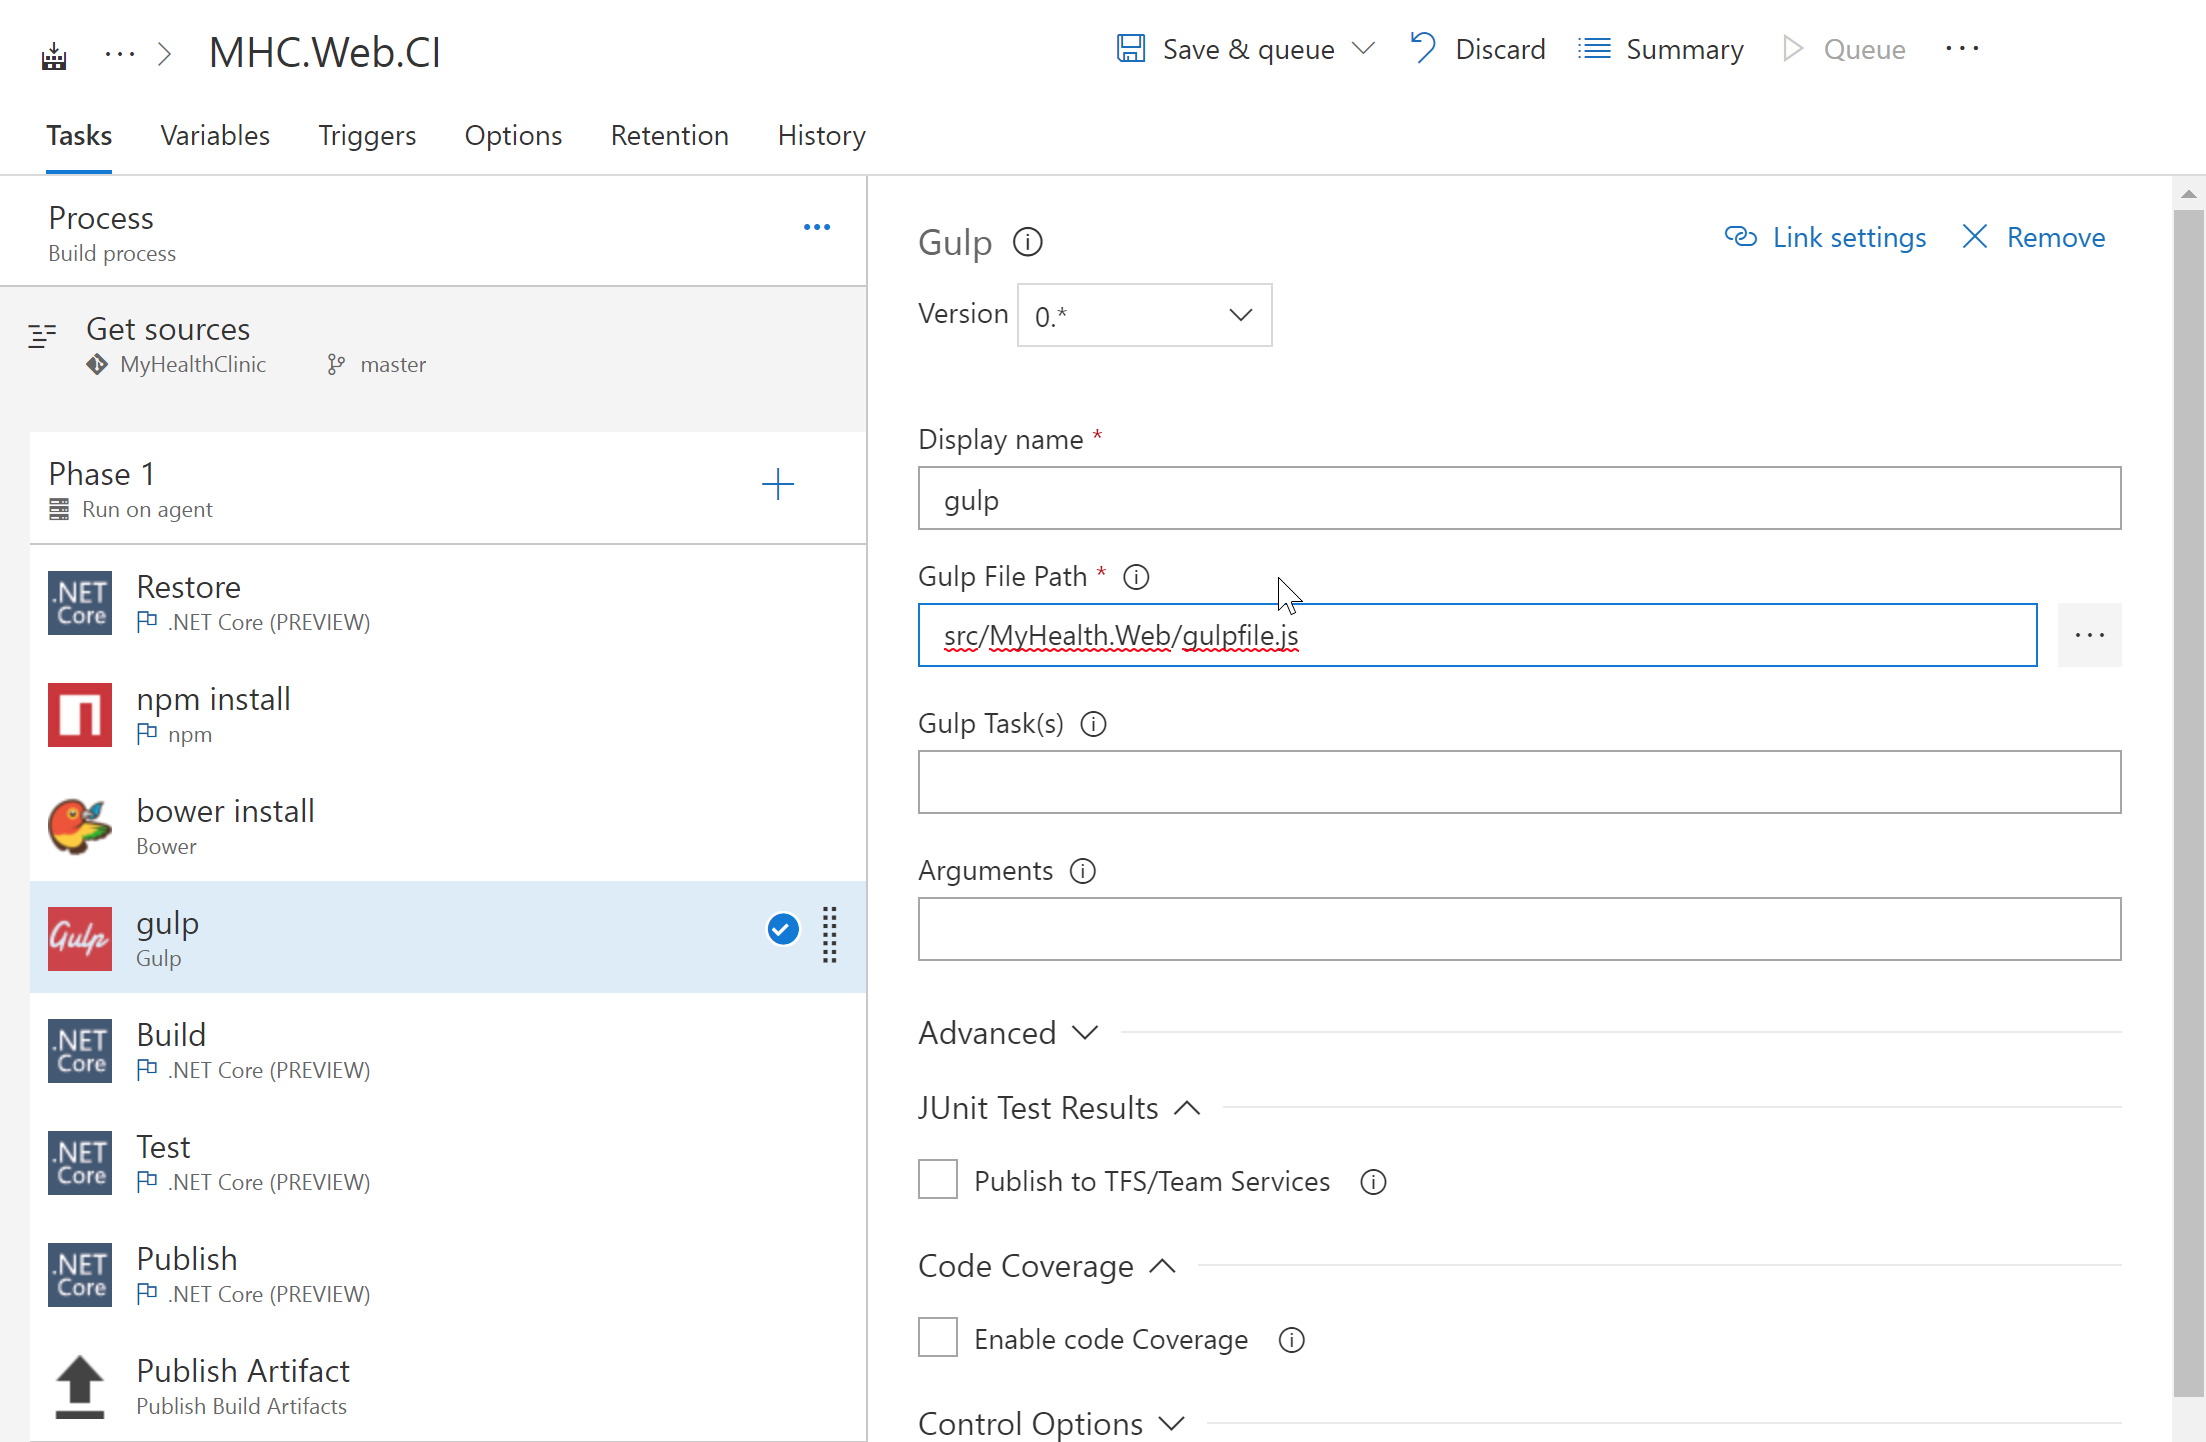 MHC.Web.CI
Save & queue
Discard
Summary
Queue
Tasks
Variables
Triggers
Options
Retention
History
Process
Build process
Get sources
MyHealthClinic
master
Phase 1
Run on agent
.NET Core
Restore
.NET Core (PREVIEW)
npm install
npm
bower install
Bower
Gulp
gulp
Gulp
.NET Core
Build
.NET Core (PREVIEW)
.NET Core
Test
.NET Core (PREVIEW)
.NET Core
Publish
.NET Core (PREVIEW)
Publish Artifact
Publish Build Artifacts
Gulp
Link settings
Remove
Version
0.*
Display name *
gulp
Gulp File Path *
src/MyHealth.Web/gulpfile.js
Gulp Task(s)
Arguments
Advanced
JUnit Test Results
Publish to TFS/Team Services
Code Coverage
Enable code Coverage
Control Options